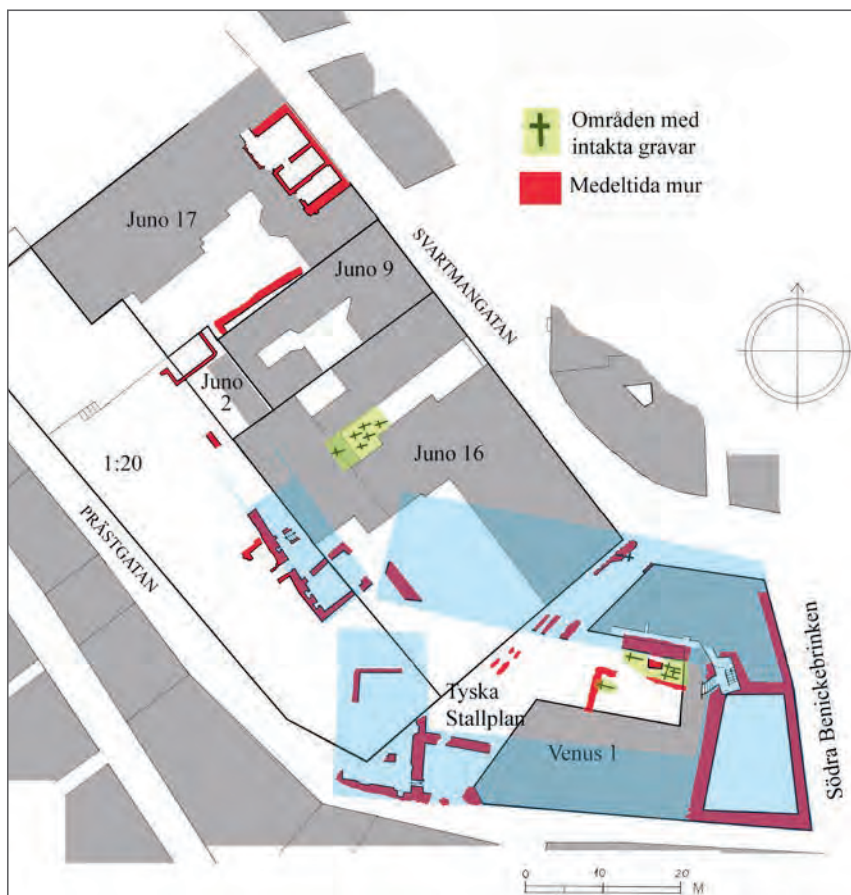 Områden med
intakta gravar
Medeltida mur
Juno 17
Juno 9
SVARTMANGATAN
Juno
2
Juno 16
1:20
PRÄSTGATAN
Tyska
Stallplan
Venus 1
Södra Benickebrinken
0 10 20
M